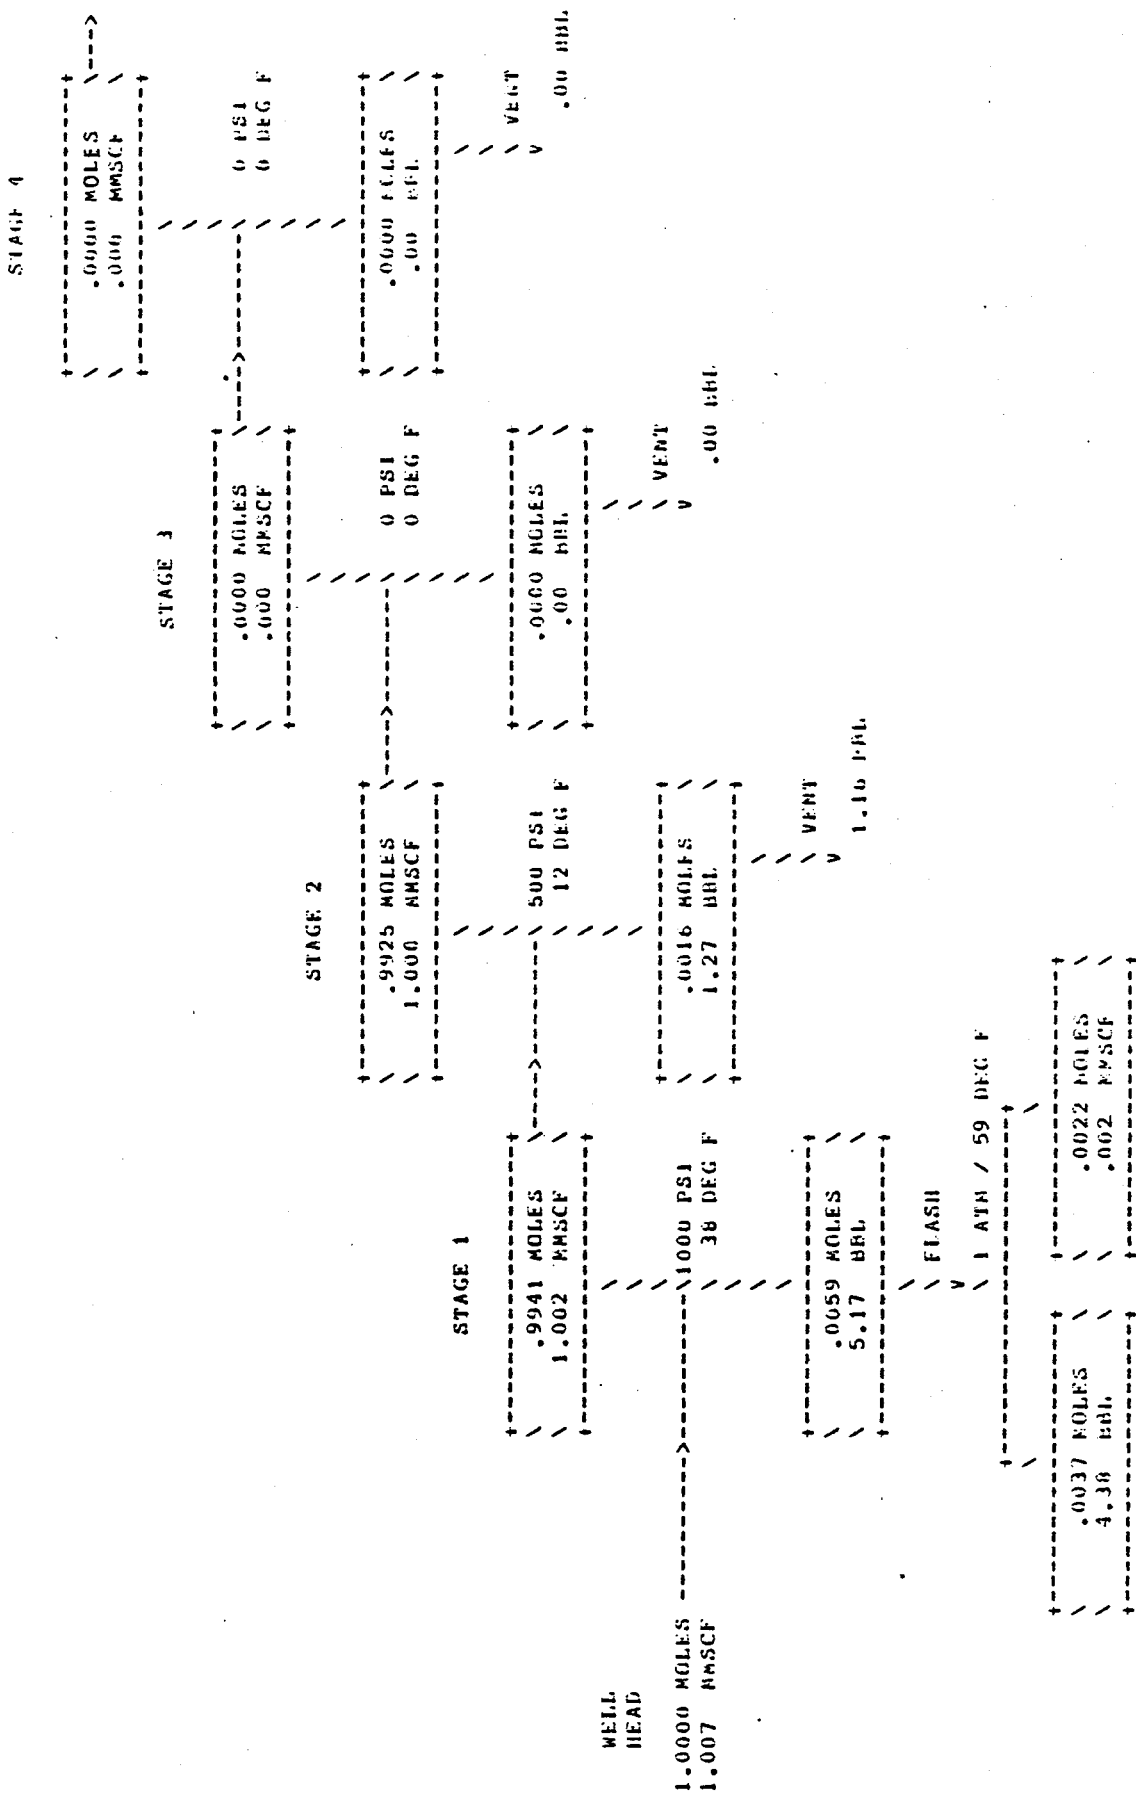 STAGE 4
.0000 MOLES
.000 MMSCF
0 PSI
0 DEG F
.0000 MOLES
.00 BBL
VENT
.00 BBL
STAGE 3
.0000 MOLES
.000 MMSCF
0 PSI
0 DEG F
.0000 MOLES
.00 BBL
VENT
.00 BBL
STAGE 2
.9925 MOLES
1.000 MMSCF
500 PSI
12 DEG F
.0016 MOLES
1.27 BBL
VENT
1.16 BBL
STAGE 1
.9941 MOLES
1.002 MMSCF
1000 PSI
38 DEG F
.0059 MOLES
5.17 BBL
FLASH
1 ATM / 59 DEG F
.0022 MOLES
.002 MMSCF
.0037 MOLES
4.38 BBL
WELL
HEAD
1.0000 MOLES
1.007 MMSCF